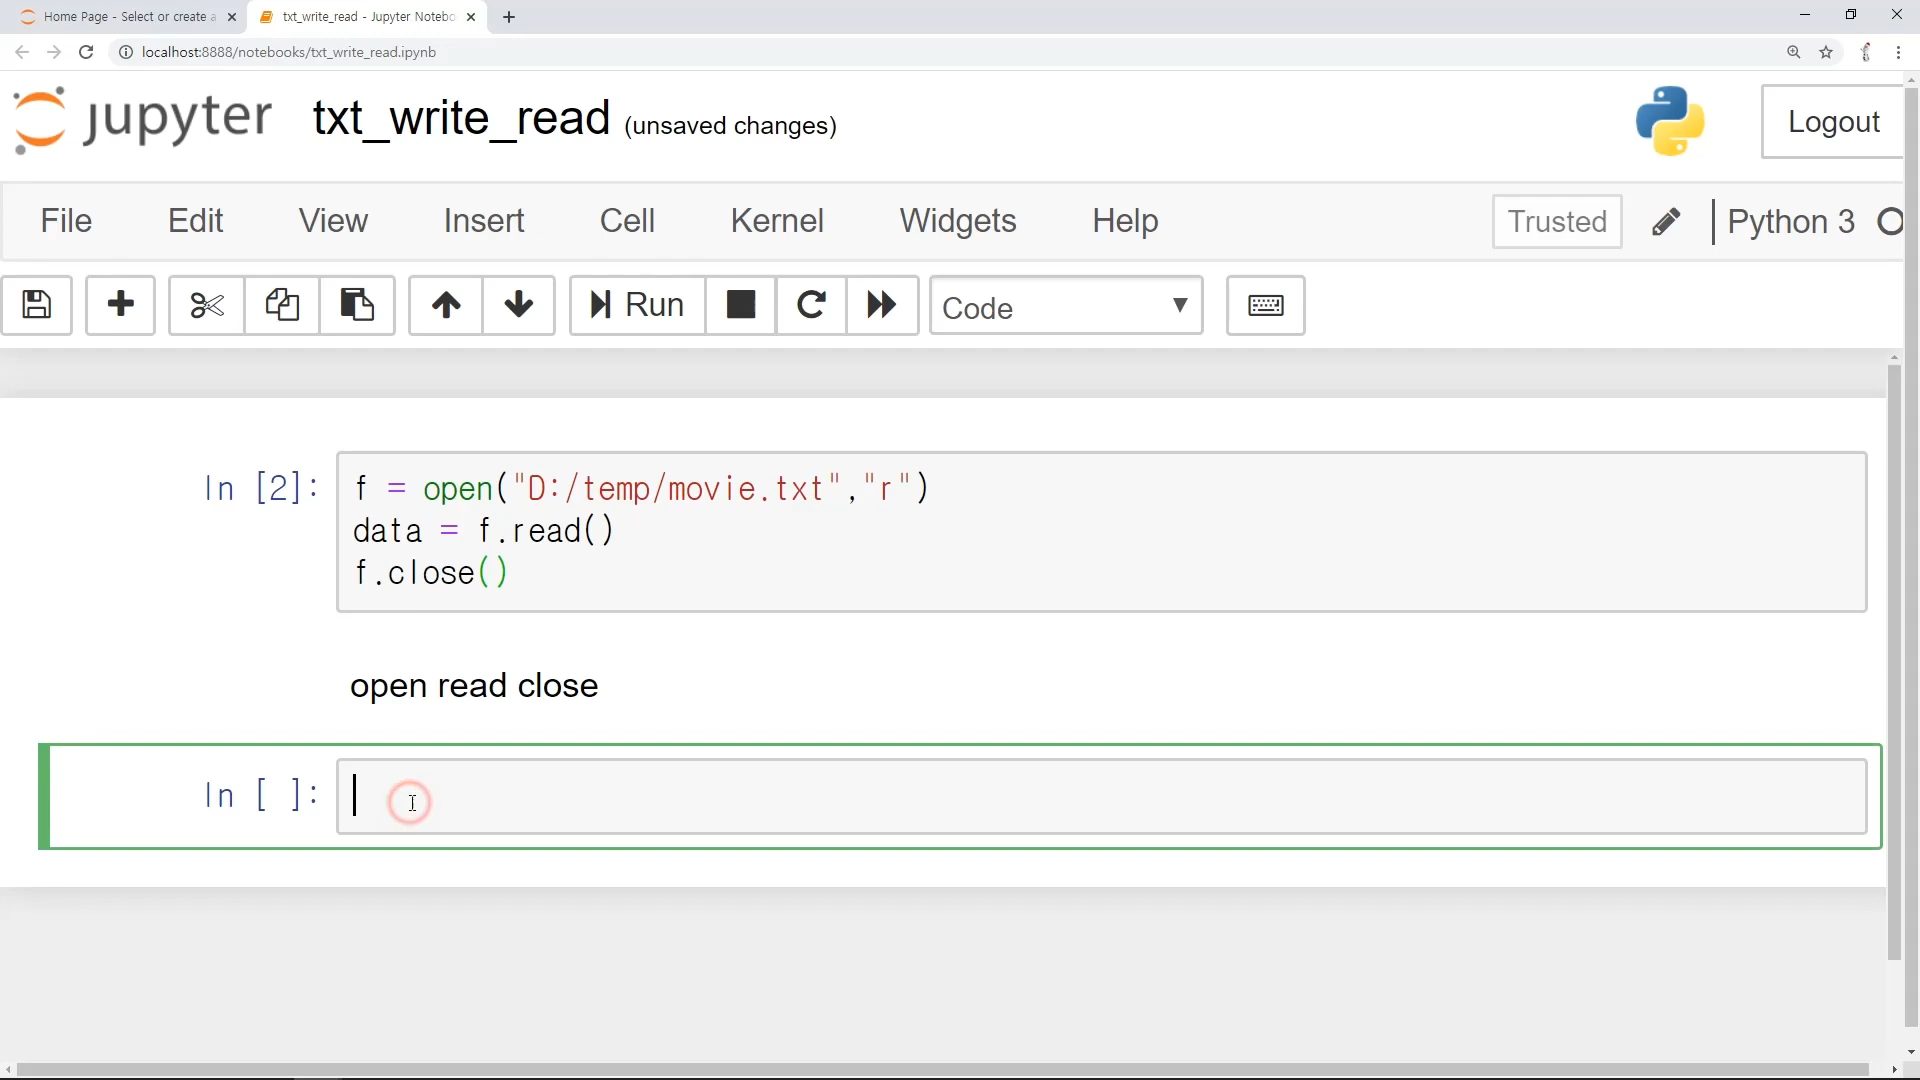 Home Page - Select or create a
txt_write_read - Jupyter Notebo
localhost:8888/notebooks/txt_write_read.ipynb
jupyter txt_write_read (unsaved changes)
Logout
File Edit View Insert Cell Kernel Widgets Help Trusted Python 3
Run Code
In [2]: f = open("D:/temp/movie.txt","r")
data = f.read()
f.close()
open read close
In [ ]: